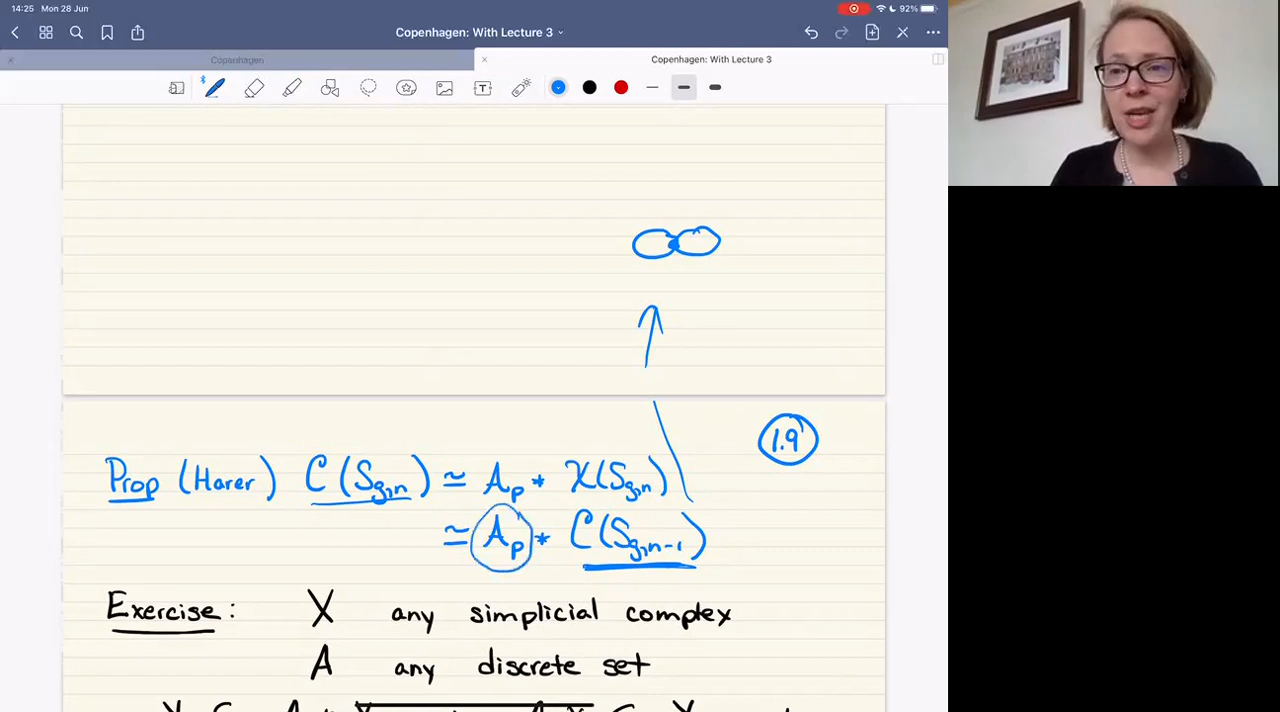 14:25 Mon 28 Jun
92%
Copenhagen: With Lecture 3
Copenhagen
Copenhagen: With Lecture 3
T
1.9
Prop (Harer) C(S_{g,n}) ≃ A_p * X(S_{g,n})
≃ A_p * C(S_{g,n-1})
Exercise: X any simplicial complex
A any discrete set